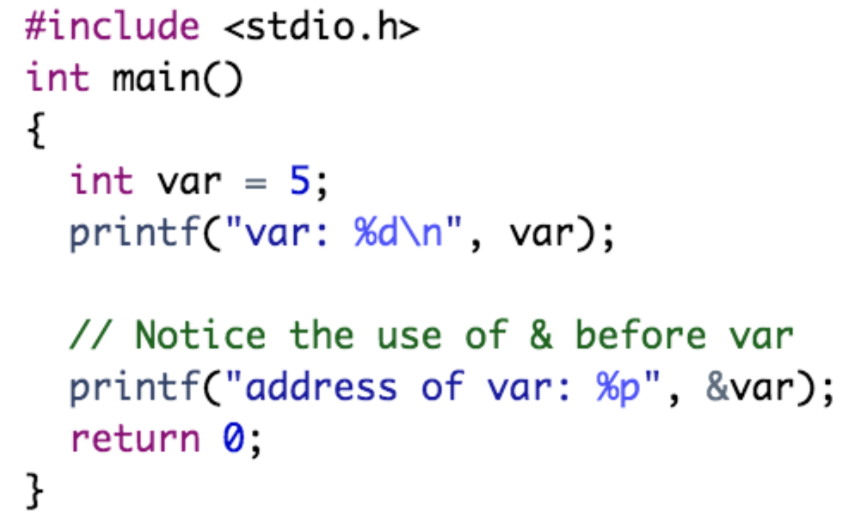 #include <stdio.h>
int main()
{
  int var = 5;
  printf("var: %d\n", var);

  // Notice the use of & before var
  printf("address of var: %p", &var);
  return 0;
}